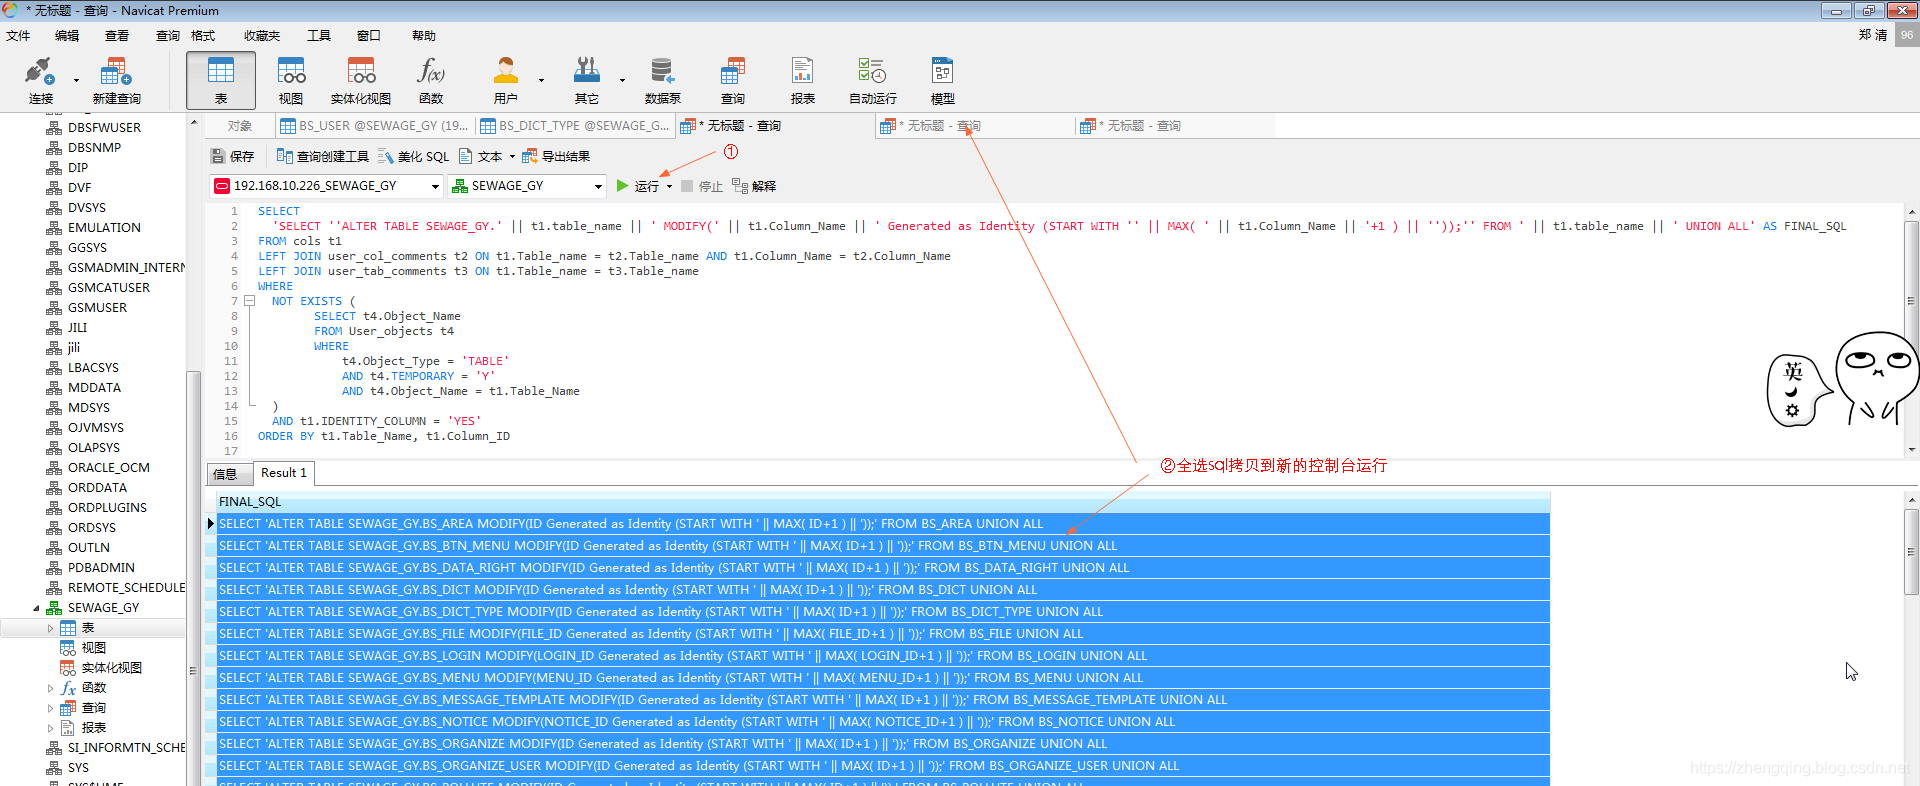 * 无标题 - 查询 - Navicat Premium
文件 编辑 查看 查询 格式 收藏夹 工具 窗口 帮助 郑 清 96
连接 新建查询 表 视图 实体化视图 函数 用户 其它 数据泵 查询 报表 自动运行 模型
f(x)
对象 BS_USER @SEWAGE_GY (19... BS_DICT_TYPE @SEWAGE_G... * 无标题 - 查询 * 无标题 - 查询 * 无标题 - 查询
保存 查询创建工具 美化 SQL 文本 导出结果 ①
192.168.10.226_SEWAGE_GY SEWAGE_GY 运行 停止 解释
1 SELECT
2 'SELECT ''ALTER TABLE SEWAGE_GY.' || t1.table_name || ' MODIFY(' || t1.Column_Name || ' Generated as Identity (START WITH '' || MAX( ' || t1.Column_Name || '+1 ) || ''));'' FROM ' || t1.table_name || ' UNION ALL' AS FINAL_SQL
3 FROM cols t1
4 LEFT JOIN user_col_comments t2 ON t1.Table_name = t2.Table_name AND t1.Column_Name = t2.Column_Name
5 LEFT JOIN user_tab_comments t3 ON t1.Table_name = t3.Table_name
6 WHERE
7 NOT EXISTS (
8 SELECT t4.Object_Name
9 FROM User_objects t4
10 WHERE
11 t4.Object_Type = 'TABLE'
12 AND t4.TEMPORARY = 'Y'
13 AND t4.Object_Name = t1.Table_Name
14 )
15 AND t1.IDENTITY_COLUMN = 'YES'
16 ORDER BY t1.Table_Name, t1.Column_ID
17
英
②全选sql拷贝到新的控制台运行
信息 Result 1
FINAL_SQL
SELECT 'ALTER TABLE SEWAGE_GY.BS_AREA MODIFY(ID Generated as Identity (START WITH ' || MAX( ID+1 ) || '));' FROM BS_AREA UNION ALL
SELECT 'ALTER TABLE SEWAGE_GY.BS_BTN_MENU MODIFY(ID Generated as Identity (START WITH ' || MAX( ID+1 ) || '));' FROM BS_BTN_MENU UNION ALL
SELECT 'ALTER TABLE SEWAGE_GY.BS_DATA_RIGHT MODIFY(ID Generated as Identity (START WITH ' || MAX( ID+1 ) || '));' FROM BS_DATA_RIGHT UNION ALL
SELECT 'ALTER TABLE SEWAGE_GY.BS_DICT MODIFY(ID Generated as Identity (START WITH ' || MAX( ID+1 ) || '));' FROM BS_DICT UNION ALL
SELECT 'ALTER TABLE SEWAGE_GY.BS_DICT_TYPE MODIFY(ID Generated as Identity (START WITH ' || MAX( ID+1 ) || '));' FROM BS_DICT_TYPE UNION ALL
SELECT 'ALTER TABLE SEWAGE_GY.BS_FILE MODIFY(FILE_ID Generated as Identity (START WITH ' || MAX( FILE_ID+1 ) || '));' FROM BS_FILE UNION ALL
SELECT 'ALTER TABLE SEWAGE_GY.BS_LOGIN MODIFY(LOGIN_ID Generated as Identity (START WITH ' || MAX( LOGIN_ID+1 ) || '));' FROM BS_LOGIN UNION ALL
SELECT 'ALTER TABLE SEWAGE_GY.BS_MENU MODIFY(MENU_ID Generated as Identity (START WITH ' || MAX( MENU_ID+1 ) || '));' FROM BS_MENU UNION ALL
SELECT 'ALTER TABLE SEWAGE_GY.BS_MESSAGE_TEMPLATE MODIFY(ID Generated as Identity (START WITH ' || MAX( ID+1 ) || '));' FROM BS_MESSAGE_TEMPLATE UNION ALL
SELECT 'ALTER TABLE SEWAGE_GY.BS_NOTICE MODIFY(NOTICE_ID Generated as Identity (START WITH ' || MAX( NOTICE_ID+1 ) || '));' FROM BS_NOTICE UNION ALL
SELECT 'ALTER TABLE SEWAGE_GY.BS_ORGANIZE MODIFY(ID Generated as Identity (START WITH ' || MAX( ID+1 ) || '));' FROM BS_ORGANIZE UNION ALL
SELECT 'ALTER TABLE SEWAGE_GY.BS_ORGANIZE_USER MODIFY(ID Generated as Identity (START WITH ' || MAX( ID+1 ) || '));' FROM BS_ORGANIZE_USER UNION ALL
DBSFWUSER
DBSNMP
DIP
DVF
DVSYS
EMULATION
GGSYS
GSMADMIN_INTERN
GSMCATUSER
GSMUSER
JILI
jili
LBACSYS
MDDATA
MDSYS
OJVMSYS
OLAPSYS
ORACLE_OCM
ORDDATA
ORDPLUGINS
ORDSYS
OUTLN
PDBADMIN
REMOTE_SCHEDULE
SEWAGE_GY
表
视图
实体化视图
fx 函数
查询
报表
SI_INFORMTN_SCHE
SYS
https://zhengqing.blog.csdn.net